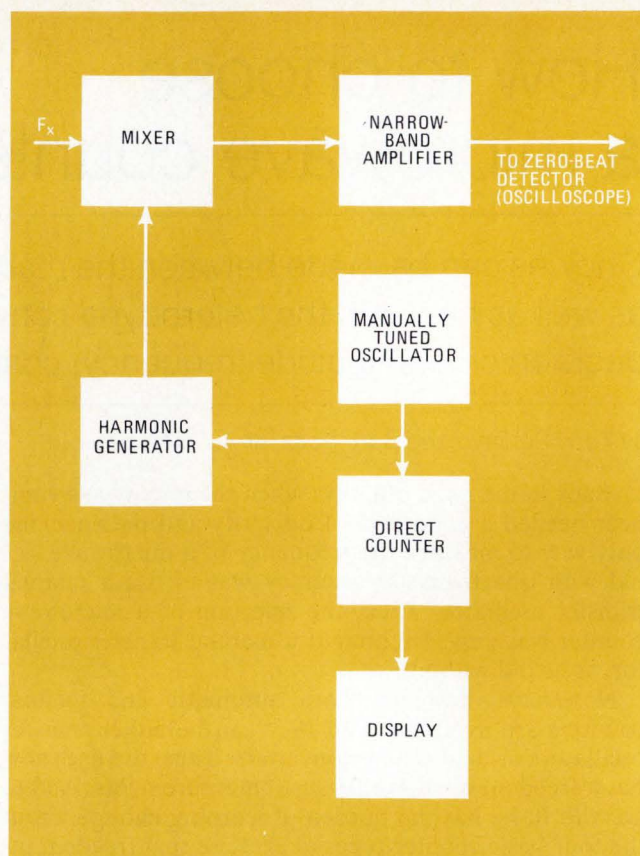 Fx
MIXER
NARROW-
BAND
AMPLIFIER
TO ZERO-BEAT
DETECTOR
(OSCILLOSCOPE)
MANUALLY
TUNED
OSCILLATOR
HARMONIC
GENERATOR
DIRECT
COUNTER
DISPLAY